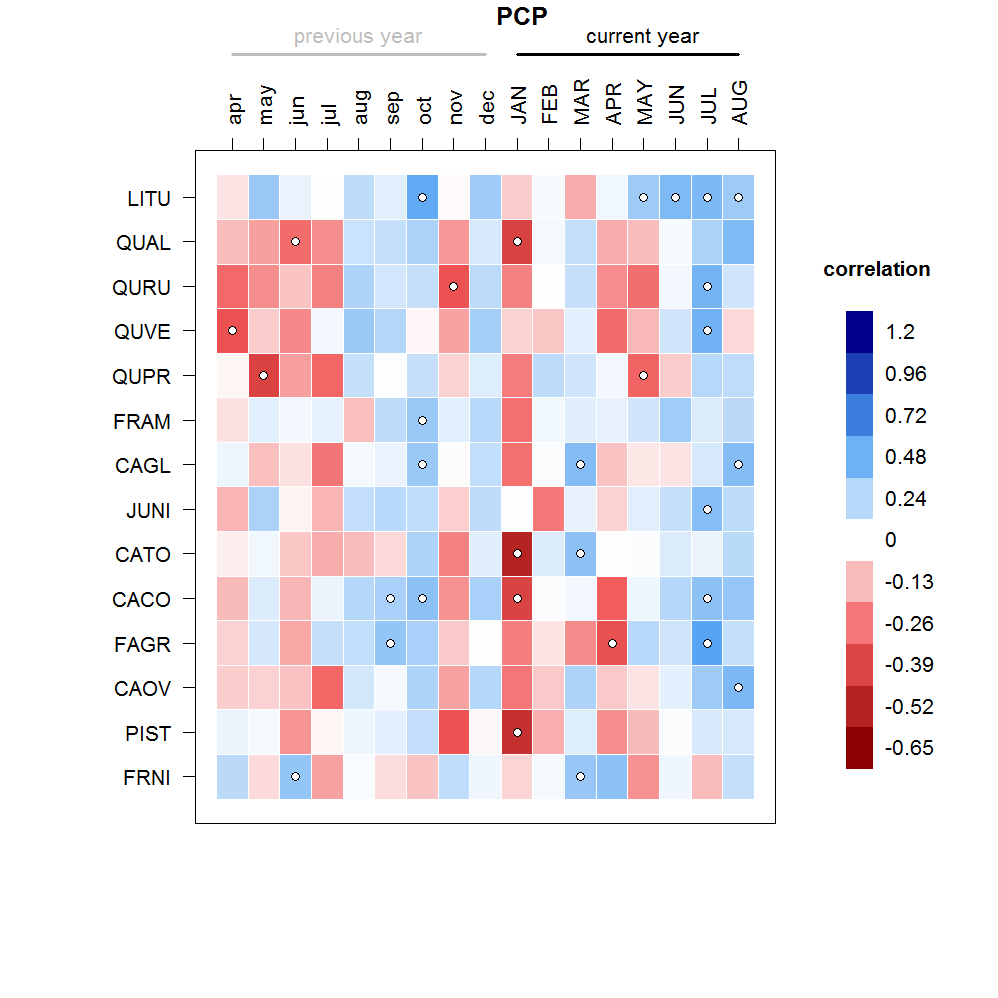 PCP
previous year current year
apr may jun jul aug sep oct nov dec JAN FEB MAR APR MAY JUN JUL AUG
LITU
QUAL
QURU
QUVE
QUPR
FRAM
CAGL
JUNI
CATO
CACO
FAGR
CAOV
PIST
FRNI
correlation
1.2
0.96
0.72
0.48
0.24
0
-0.13
-0.26
-0.39
-0.52
-0.65